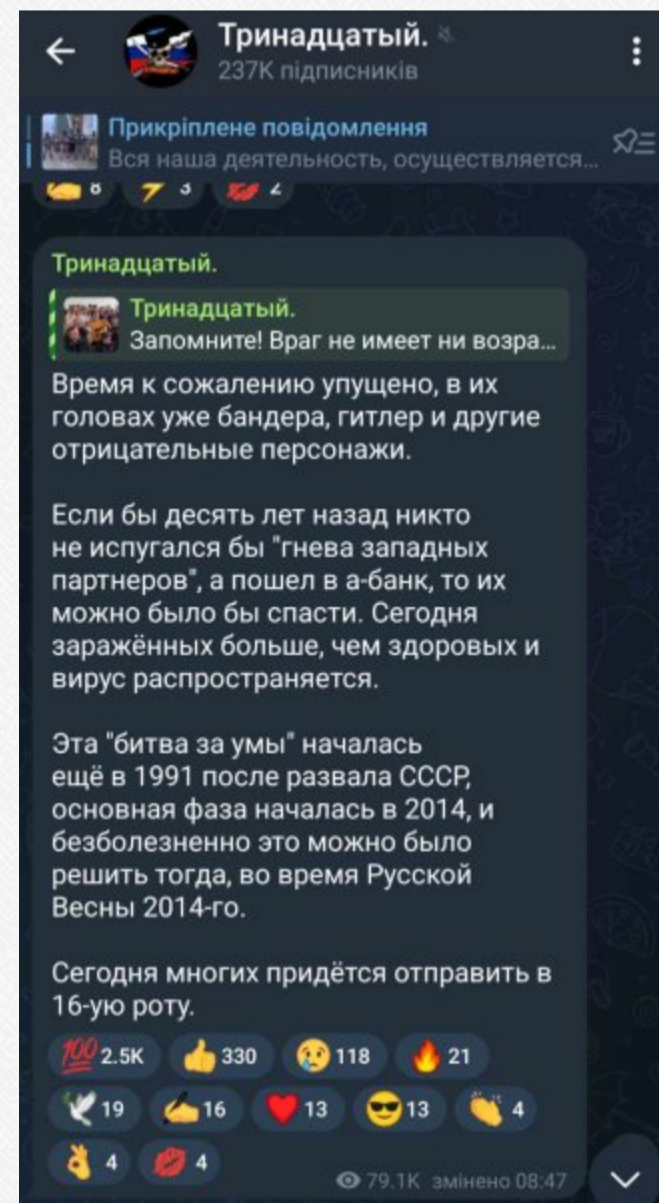 Тринадцатый.
237K підписників
Прикріплене повідомлення
Вся наша деятельность, осуществляется...
8 3 2
Тринадцатый.
Тринадцатый.
Запомните! Враг не имеет ни возра...
Время к сожалению упущено, в их
головах уже бандера, гитлер и другие
отрицательные персонажи.
Если бы десять лет назад никто
не испугался бы "гнева западных
партнеров", а пошел в а-банк, то их
можно было бы спасти. Сегодня
заражённых больше, чем здоровых и
вирус распространяется.
Эта "битва за умы" началась
ещё в 1991 после развала СССР,
основная фаза началась в 2014, и
безболезненно это можно было
решить тогда, во время Русской
Весны 2014-го.
Сегодня многих придётся отправить в
16-ую роту.
2.5K 330 118 21
19 16 13 13 4
4 4
79.1K змінено 08:47